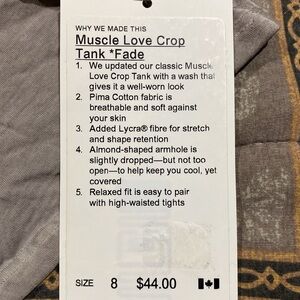 WHY WE MADE THIS
Muscle Love Crop
Tank *Fade
1. We updated our classic Muscle
Love Crop Tank with a wash that
gives it a well-worn look
2. Pima Cotton fabric is
breathable and soft against
your skin
3. Added Lycra® fibre for stretch
and shape retention
4. Almond-shaped armhole is
slightly dropped—but not too
open—to help keep you cool, yet
covered
5. Relaxed fit is easy to pair
with high-waisted tights
SIZE 8 $44.00